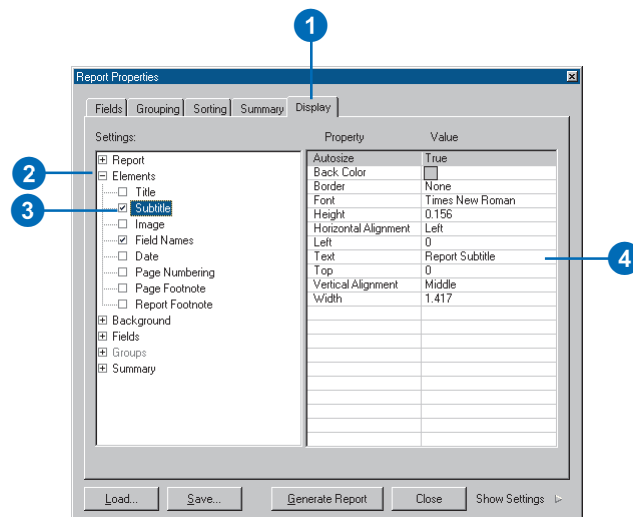 1
Report Properties
Fields Grouping Sorting Summary Display
Settings:
Property Value
2
3
4
Report
Elements
Title
Subtitle
Image
Field Names
Date
Page Numbering
Page Footnote
Report Footnote
Background
Fields
Groups
Summary
Autosize True
Back Color
Border None
Font Times New Roman
Height 0.156
Horizontal Alignment Left
Left 0
Text Report Subtitle
Top 0
Vertical Alignment Middle
Width 1.417
Load... Save... Generate Report Close Show Settings